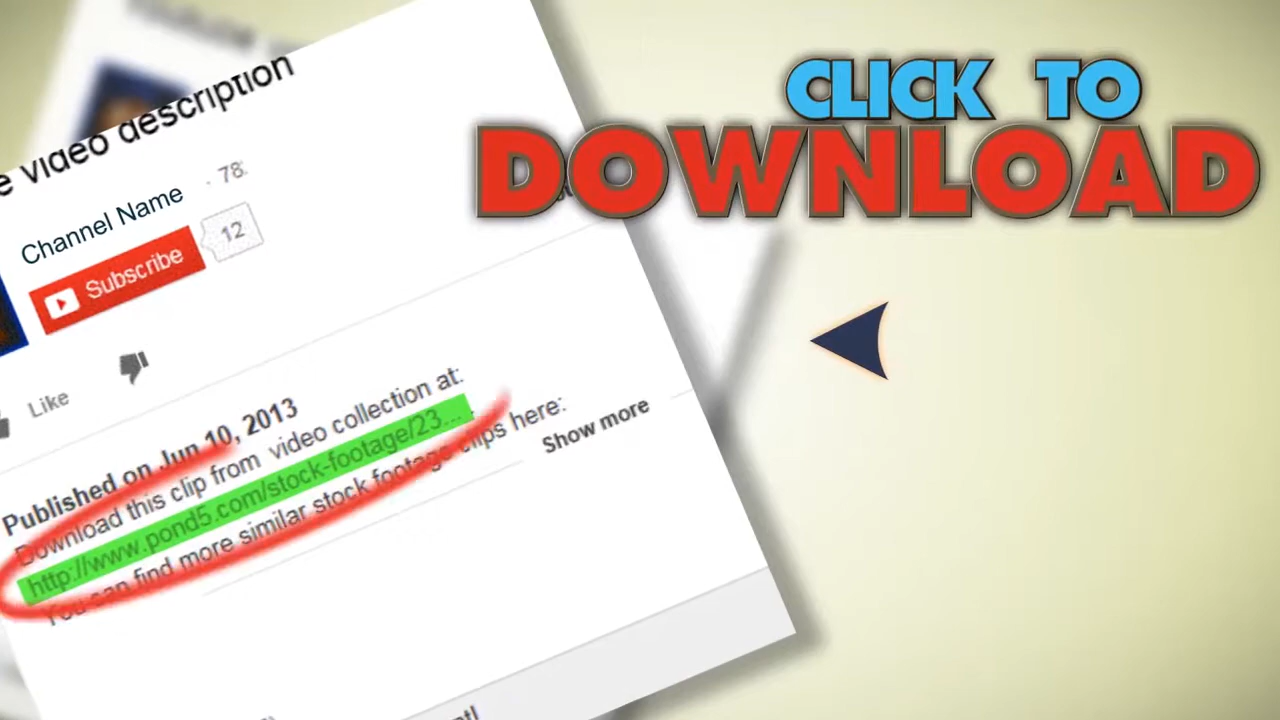 CLICK TO
DOWNLOAD
video description
Channel Name
Subscribe
12
Like
Published on Jun 10, 2013
Download this clip from video collection at:
http://www.pond5.com/stock-footage/23...
You can find more similar stock footage clips here:
Show more